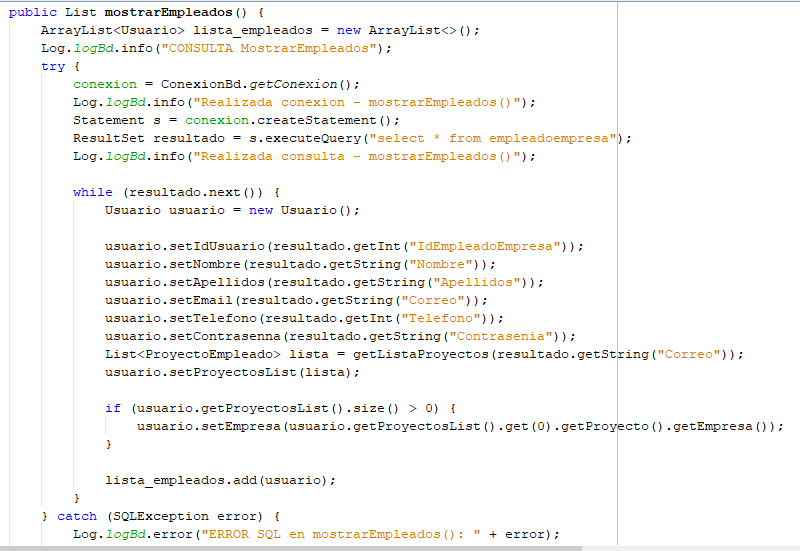 public List mostrarEmpleados() {
    ArrayList<Usuario> lista_empleados = new ArrayList<>();
    Log.logBd.info("CONSULTA MostrarEmpleados");
    try {
        conexion = ConexionBd.getConexion();
        Log.logBd.info("Realizada conexion - mostrarEmpleados()");
        Statement s = conexion.createStatement();
        ResultSet resultado = s.executeQuery("select * from empleadoempresa");
        Log.logBd.info("Realizada consulta - mostrarEmpleados()");
        while (resultado.next()) {
            Usuario usuario = new Usuario();
            usuario.setIdUsuario(resultado.getInt("IdEmpleadoEmpresa"));
            usuario.setNombre(resultado.getString("Nombre"));
            usuario.setApellidos(resultado.getString("Apellidos"));
            usuario.setEmail(resultado.getString("Correo"));
            usuario.setTelefono(resultado.getInt("Telefono"));
            usuario.setContrasenna(resultado.getString("Contrasenia"));
            List<ProyectoEmpleado> lista = getListaProyectos(resultado.getString("Correo"));
            usuario.setProyectosList(lista);
            if (usuario.getProyectosList().size() > 0) {
                usuario.setEmpresa(usuario.getProyectosList().get(0).getProyecto().getEmpresa());
            }
            lista_empleados.add(usuario);
        }
    } catch (SQLException error) {
        Log.logBd.error("ERROR SQL en mostrarEmpleados(): " + error);